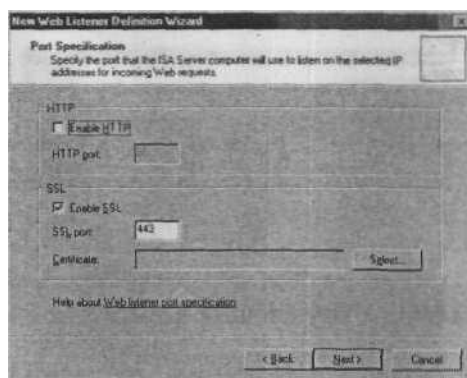 New Web Listener Definition Wizard
Port Specification
Specify the port that the ISA Server computer will use to listen on the selected IP
addresses for incoming Web requests.
HTTP
Enable HTTP
HTTP port:
SSL
Enable SSL
SSL port: 443
Certificate: Select...
Help about Web listener port specification
< Back Next > Cancel